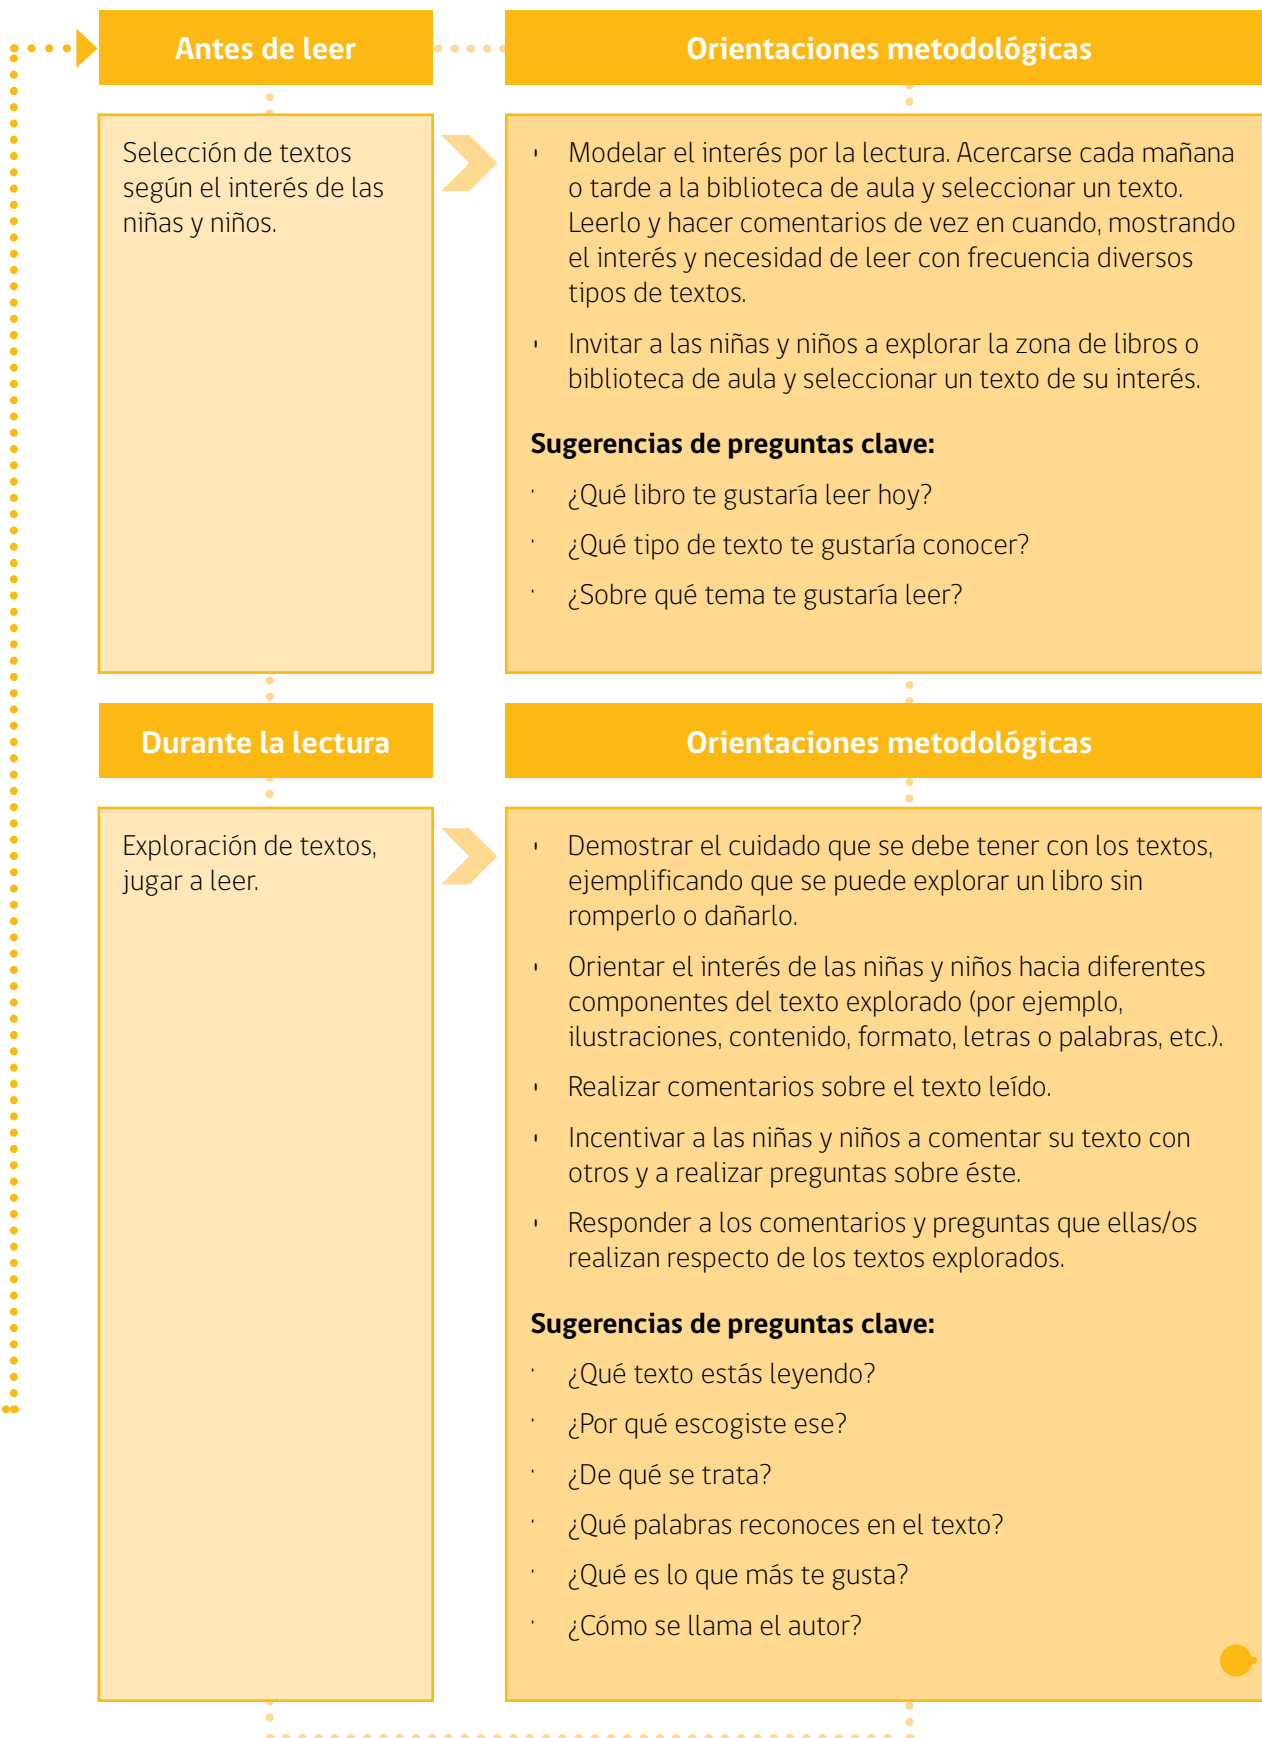 Antes de leer
Orientaciones metodológicas
Selección de textos
según el interés de las
niñas y niños.
• Modelar el interés por la lectura. Acercarse cada mañana
o tarde a la biblioteca de aula y seleccionar un texto.
Leerlo y hacer comentarios de vez en cuando, mostrando
el interés y necesidad de leer con frecuencia diversos
tipos de textos.
• Invitar a las niñas y niños a explorar la zona de libros o
biblioteca de aula y seleccionar un texto de su interés.
Sugerencias de preguntas clave:
· ¿Qué libro te gustaría leer hoy?
· ¿Qué tipo de texto te gustaría conocer?
· ¿Sobre qué tema te gustaría leer?
Durante la lectura
Orientaciones metodológicas
Exploración de textos,
jugar a leer.
• Demostrar el cuidado que se debe tener con los textos,
ejemplificando que se puede explorar un libro sin
romperlo o dañarlo.
• Orientar el interés de las niñas y niños hacia diferentes
componentes del texto explorado (por ejemplo,
ilustraciones, contenido, formato, letras o palabras, etc.).
• Realizar comentarios sobre el texto leído.
• Incentivar a las niñas y niños a comentar su texto con
otros y a realizar preguntas sobre éste.
• Responder a los comentarios y preguntas que ellas/os
realizan respecto de los textos explorados.
Sugerencias de preguntas clave:
· ¿Qué texto estás leyendo?
· ¿Por qué escogiste ese?
· ¿De qué se trata?
· ¿Qué palabras reconoces en el texto?
· ¿Qué es lo que más te gusta?
· ¿Cómo se llama el autor?